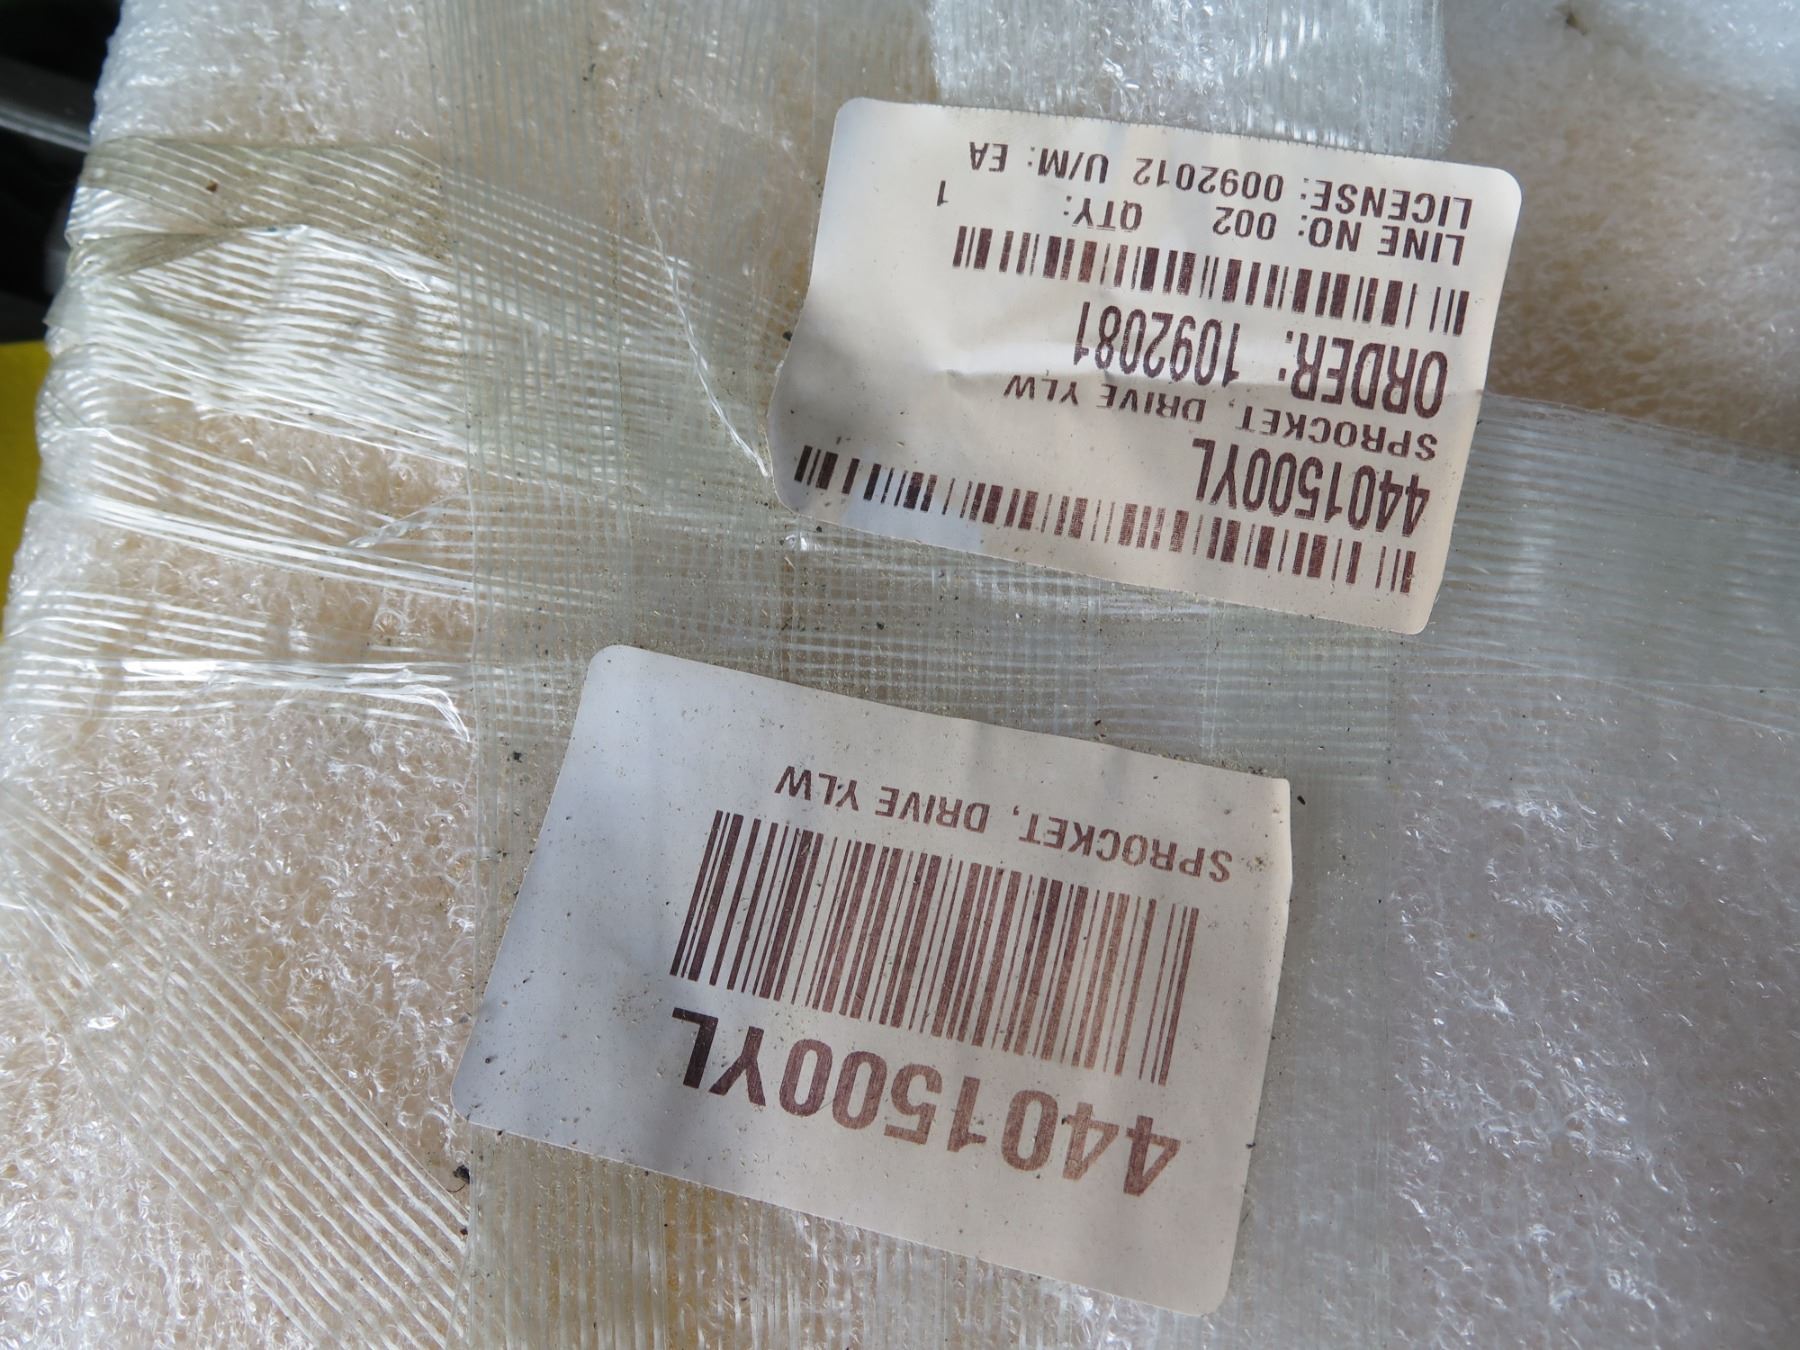 4401500YL
SPROCKET, DRIVE YLW
4401500YL
SPROCKET, DRIVE YLW
ORDER: 1092081
LINE NO: 002 QTY: 1
LICENSE: 0092012 U/M: EA